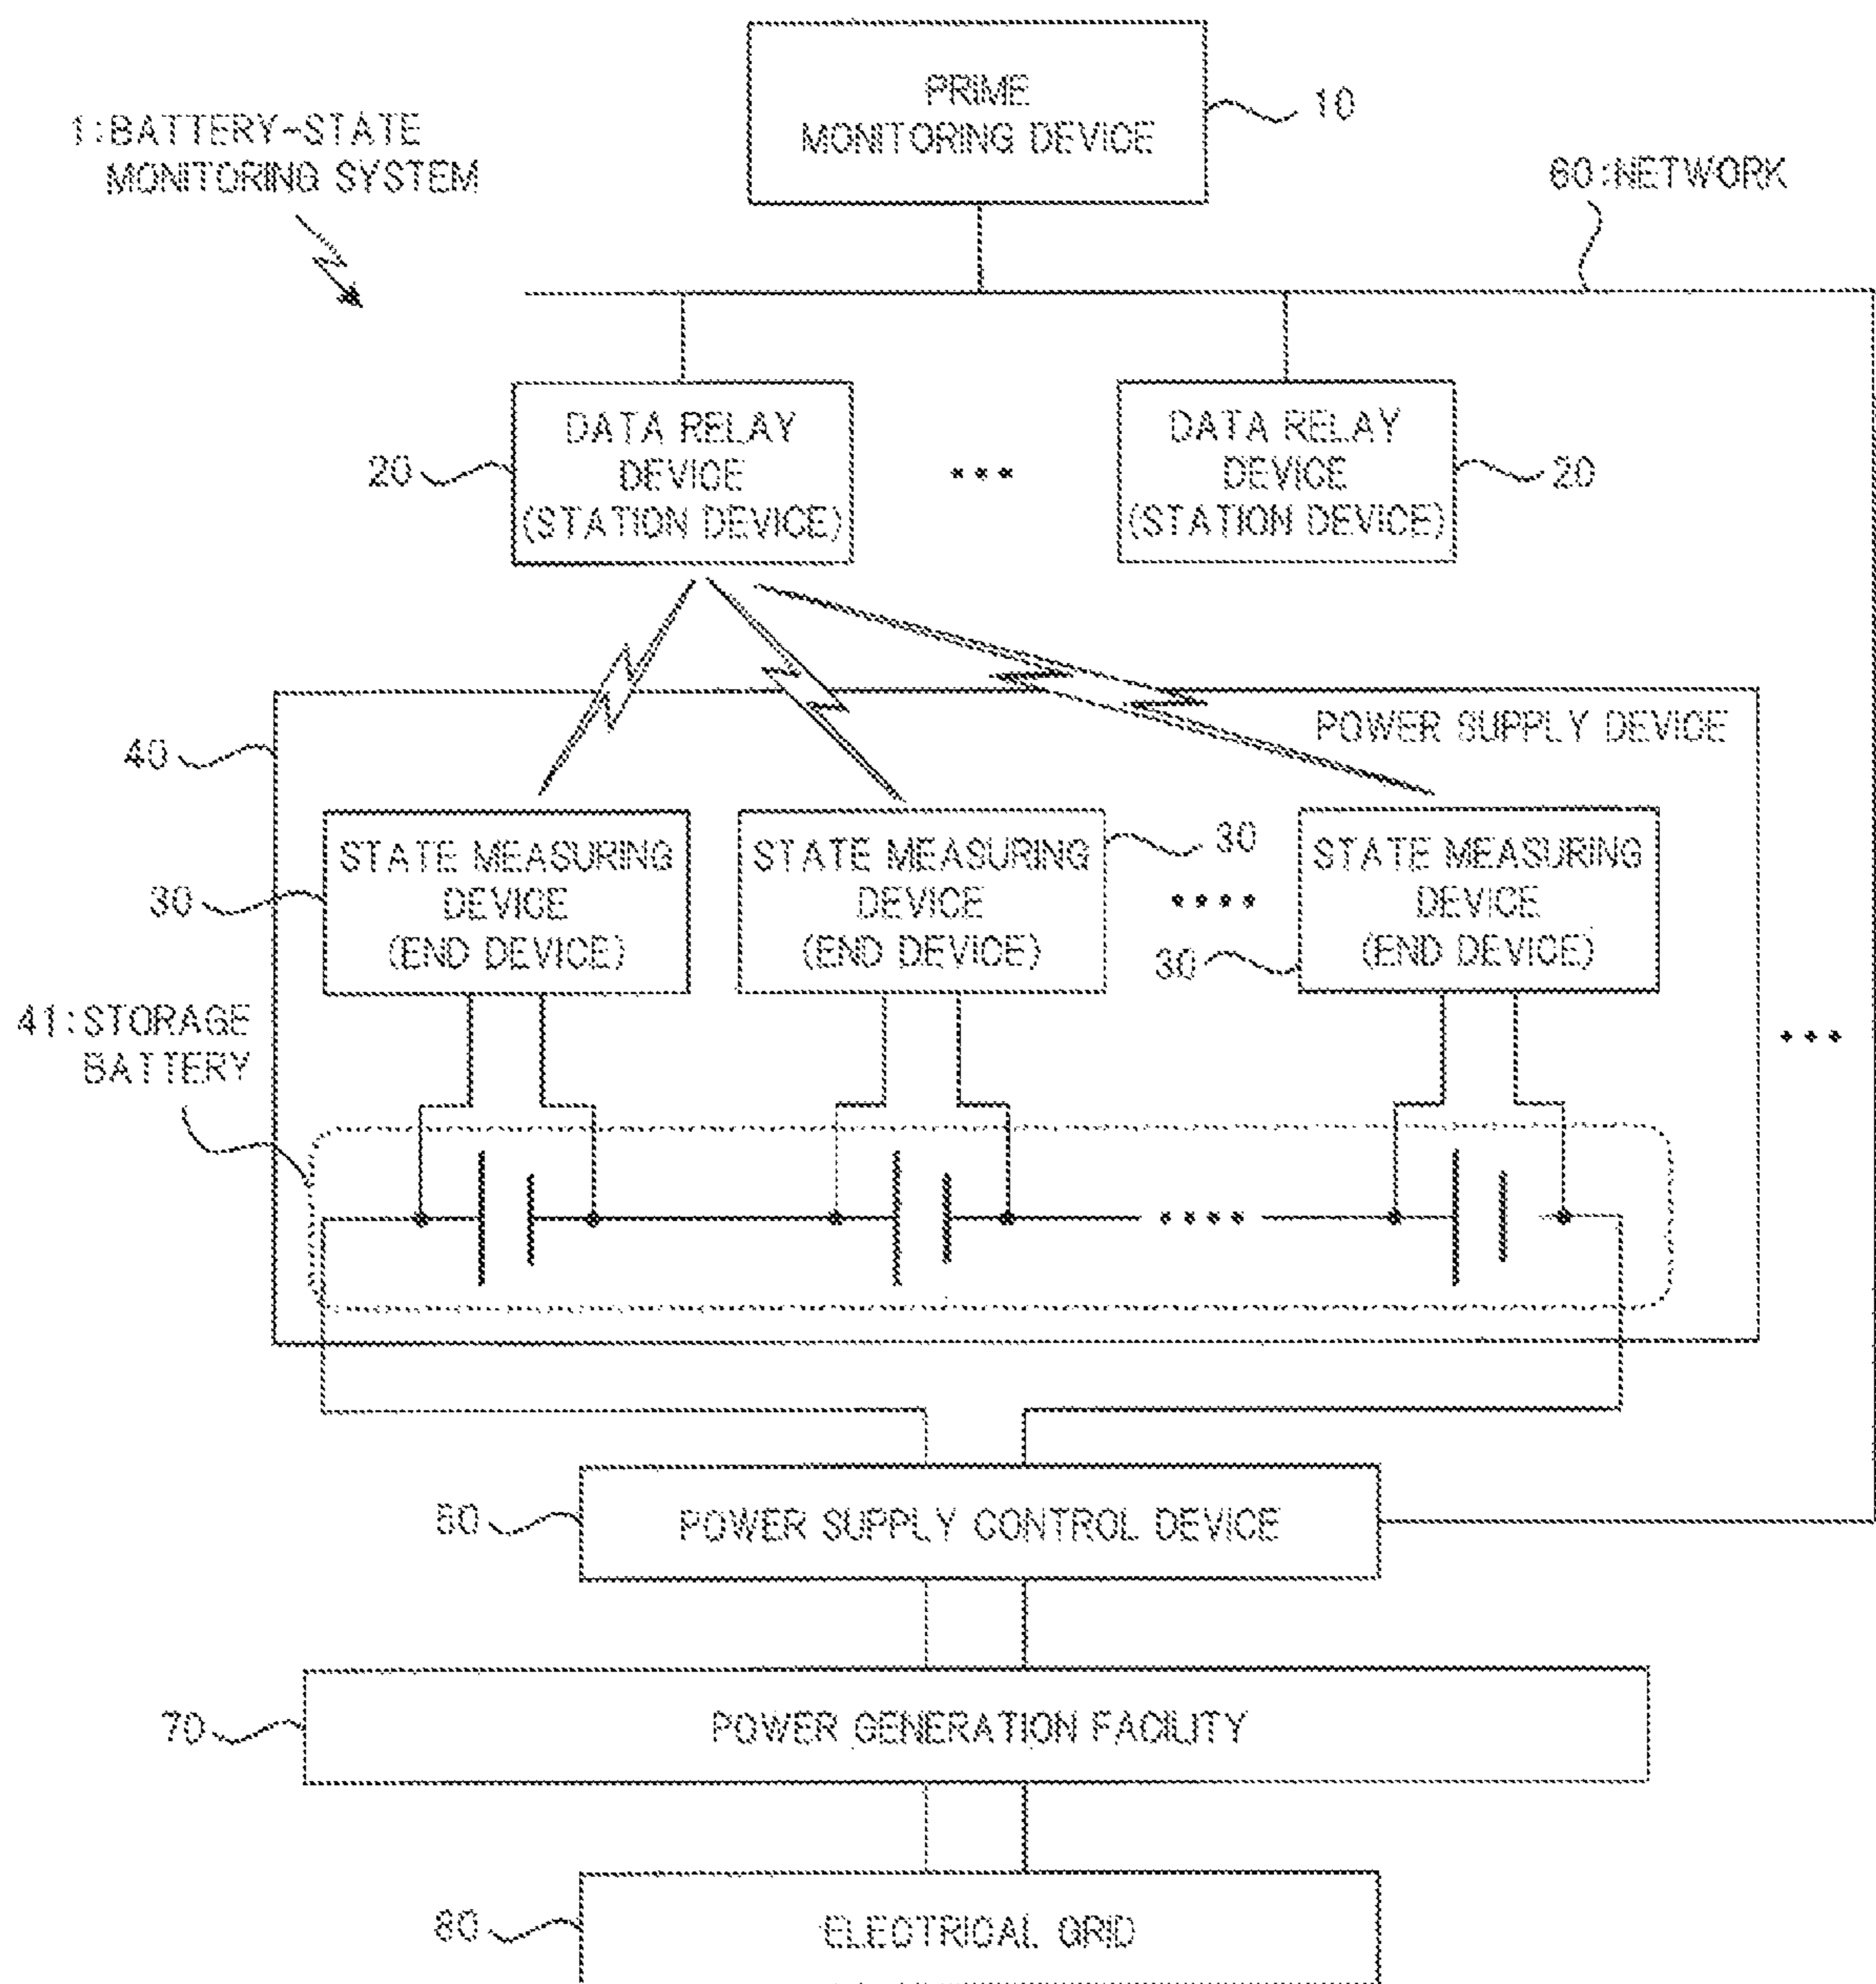 PRIME
MONITORING DEVICE
10
1:BATTERY-STATE
MONITORING SYSTEM
60:NETWORK
DATA RELAY
DEVICE
(STATION DEVICE)
20
...
DATA RELAY
DEVICE
(STATION DEVICE)
20
POWER SUPPLY DEVICE
40
STATE MEASURING
DEVICE
(END DEVICE)
30
STATE MEASURING
DEVICE
(END DEVICE)
30
....
STATE MEASURING
DEVICE
(END DEVICE)
30
41:STORAGE
BATTERY
...
....
POWER SUPPLY CONTROL DEVICE
POWER GENERATION FACILITY
70
80
ELECTRICAL GRID